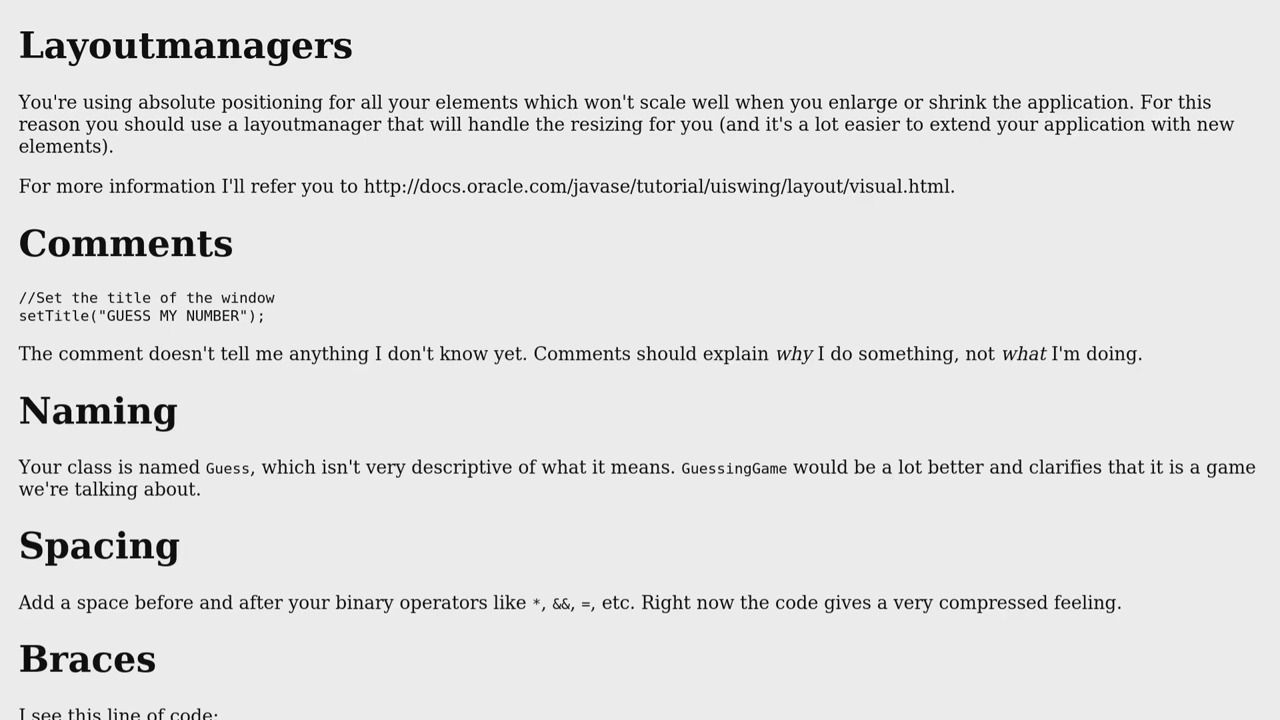 Layoutmanagers
You're using absolute positioning for all your elements which won't scale well when you enlarge or shrink the application. For this
reason you should use a layoutmanager that will handle the resizing for you (and it's a lot easier to extend your application with new
elements).
For more information I'll refer you to http://docs.oracle.com/javase/tutorial/uiswing/layout/visual.html.
Comments
//Set the title of the window
setTitle("GUESS MY NUMBER");
The comment doesn't tell me anything I don't know yet. Comments should explain why I do something, not what I'm doing.
Naming
Your class is named Guess, which isn't very descriptive of what it means. GuessingGame would be a lot better and clarifies that it is a game
we're talking about.
Spacing
Add a space before and after your binary operators like *, &&, =, etc. Right now the code gives a very compressed feeling.
Braces
I see this line of code: